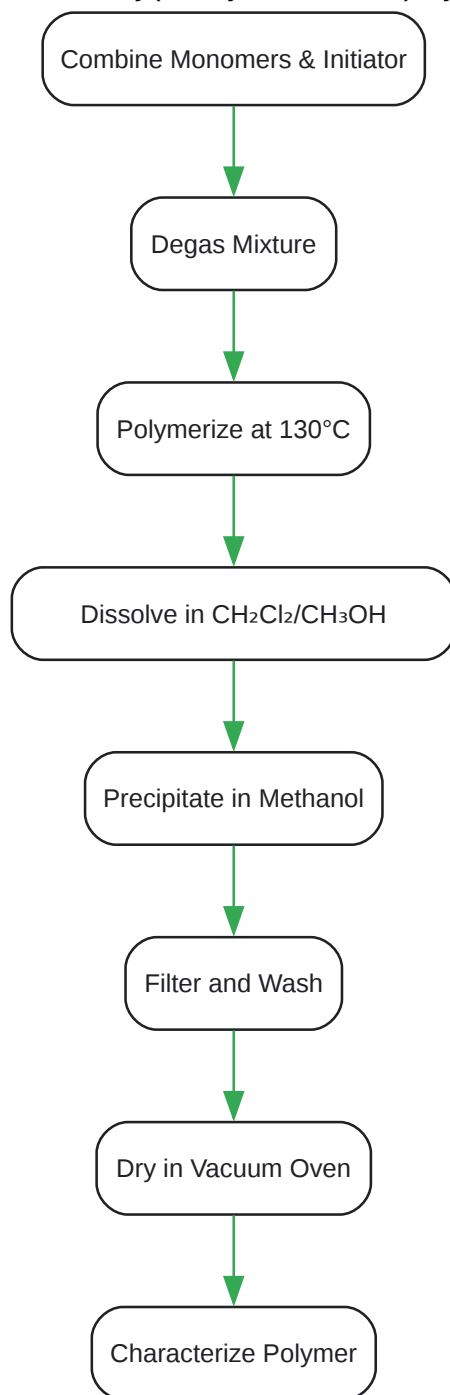 Combine Monomers & Initiator
Degas Mixture
Polymerize at 130°C
Dissolve in CH₂Cl₂/CH₃OH
Precipitate in Methanol
Filter and Wash
Dry in Vacuum Oven
Characterize Polymer